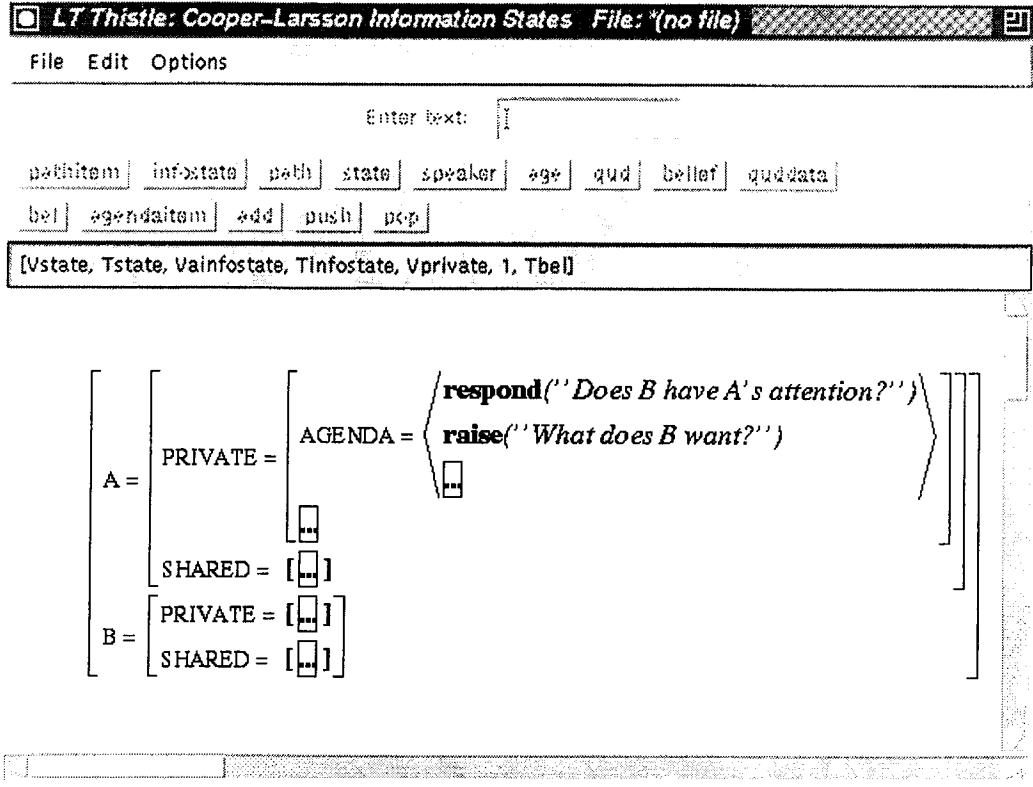 LT Thistle: Cooper–Larsson Information States File: *(no file)
File Edit Options
Enter text:
pathitem infostate path state speaker age qud belief quddata
bel agendaitem add push pop
[Vstate, Tstate, Vainfostate, Tinfostate, Vprivate, 1, Tbel]
respond(''Does B have A's attention?'')
AGENDA = raise(''What does B want?'')
PRIVATE =
...
A =
...
SHARED = [...]
PRIVATE = [...]
B =
SHARED = [...]